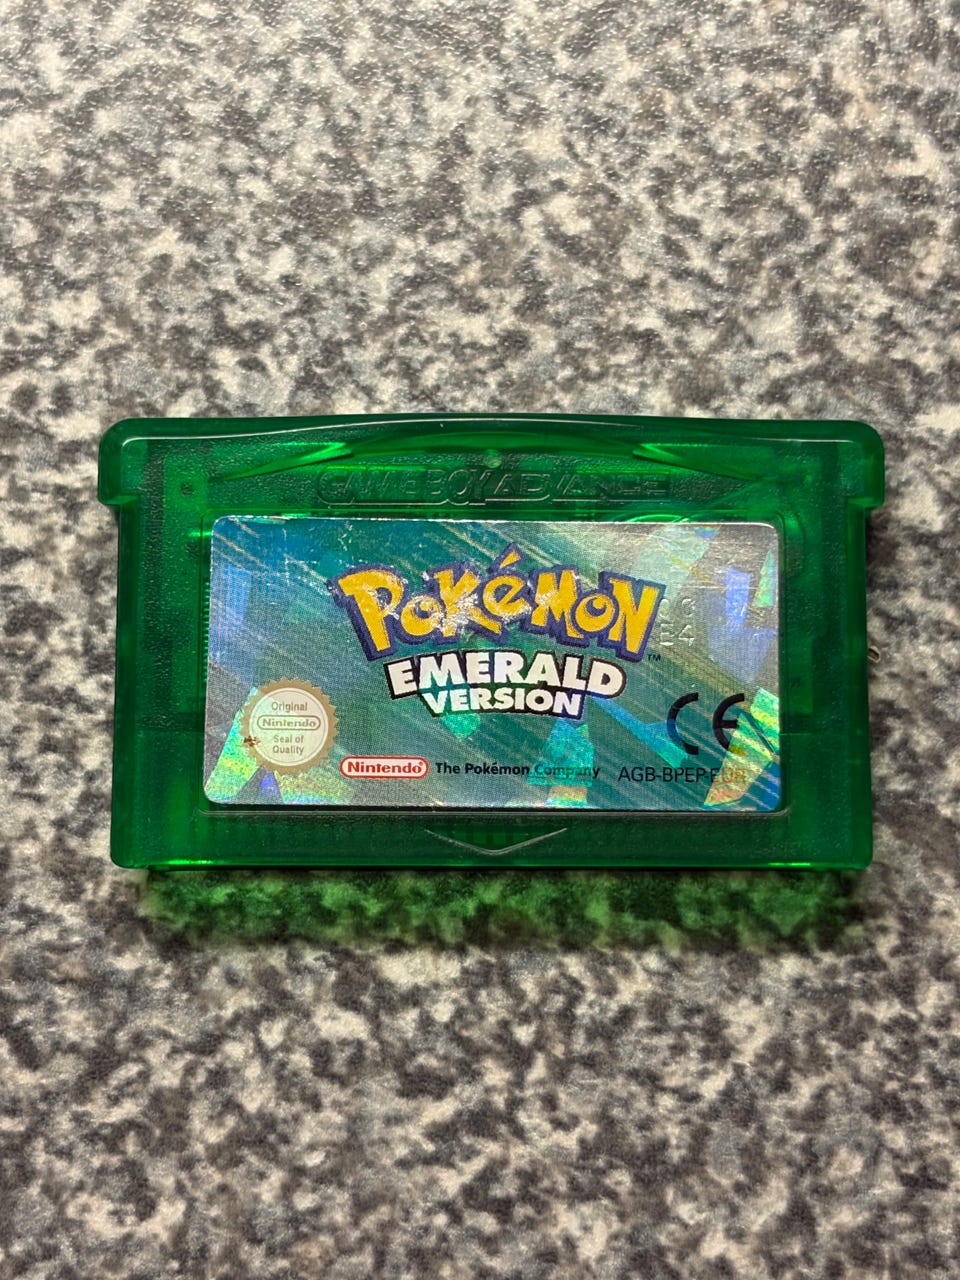 GAME BOY ADVANCE
POKéMON
™
EMERALD
VERSION
Original
Nintendo
Seal of
Quality
CE
Nintendo The Pokémon Company AGB-BPEP-EUR